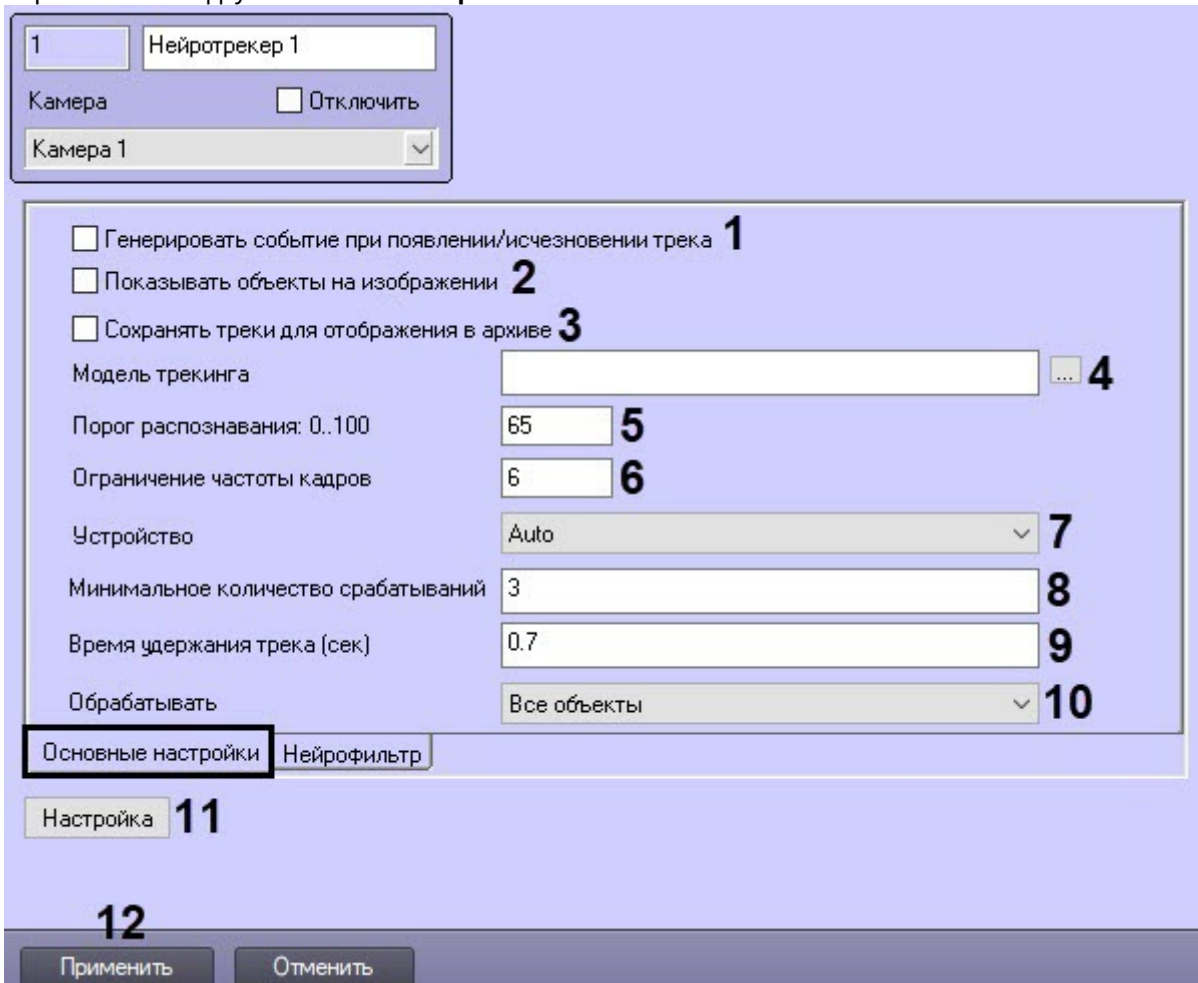 1 Нейротрекер 1
Камера Отключить
Камера 1
Генерировать событие при появлении/исчезновении трека 1
Показывать объекты на изображении 2
Сохранять треки для отображения в архиве 3
Модель трекинга ... 4
Порог распознавания: 0..100 65 5
Ограничение частоты кадров 6 6
Устройство Auto 7
Минимальное количество срабатываний 3 8
Время удержания трека (сек) 0.7 9
Обрабатывать Все объекты 10
Основные настройки Нейрофильтр
Настройка 11
12
Применить Отменить